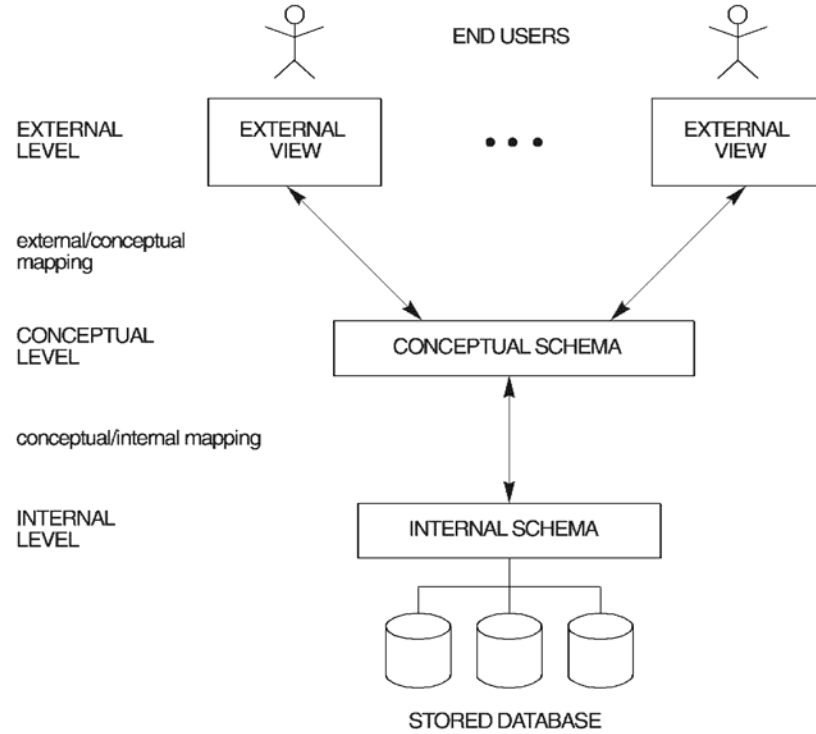 END USERS
EXTERNAL
LEVEL
EXTERNAL
VIEW
• • •
EXTERNAL
VIEW
external/conceptual
mapping
CONCEPTUAL
LEVEL
CONCEPTUAL SCHEMA
conceptual/internal mapping
INTERNAL
LEVEL
INTERNAL SCHEMA
STORED DATABASE